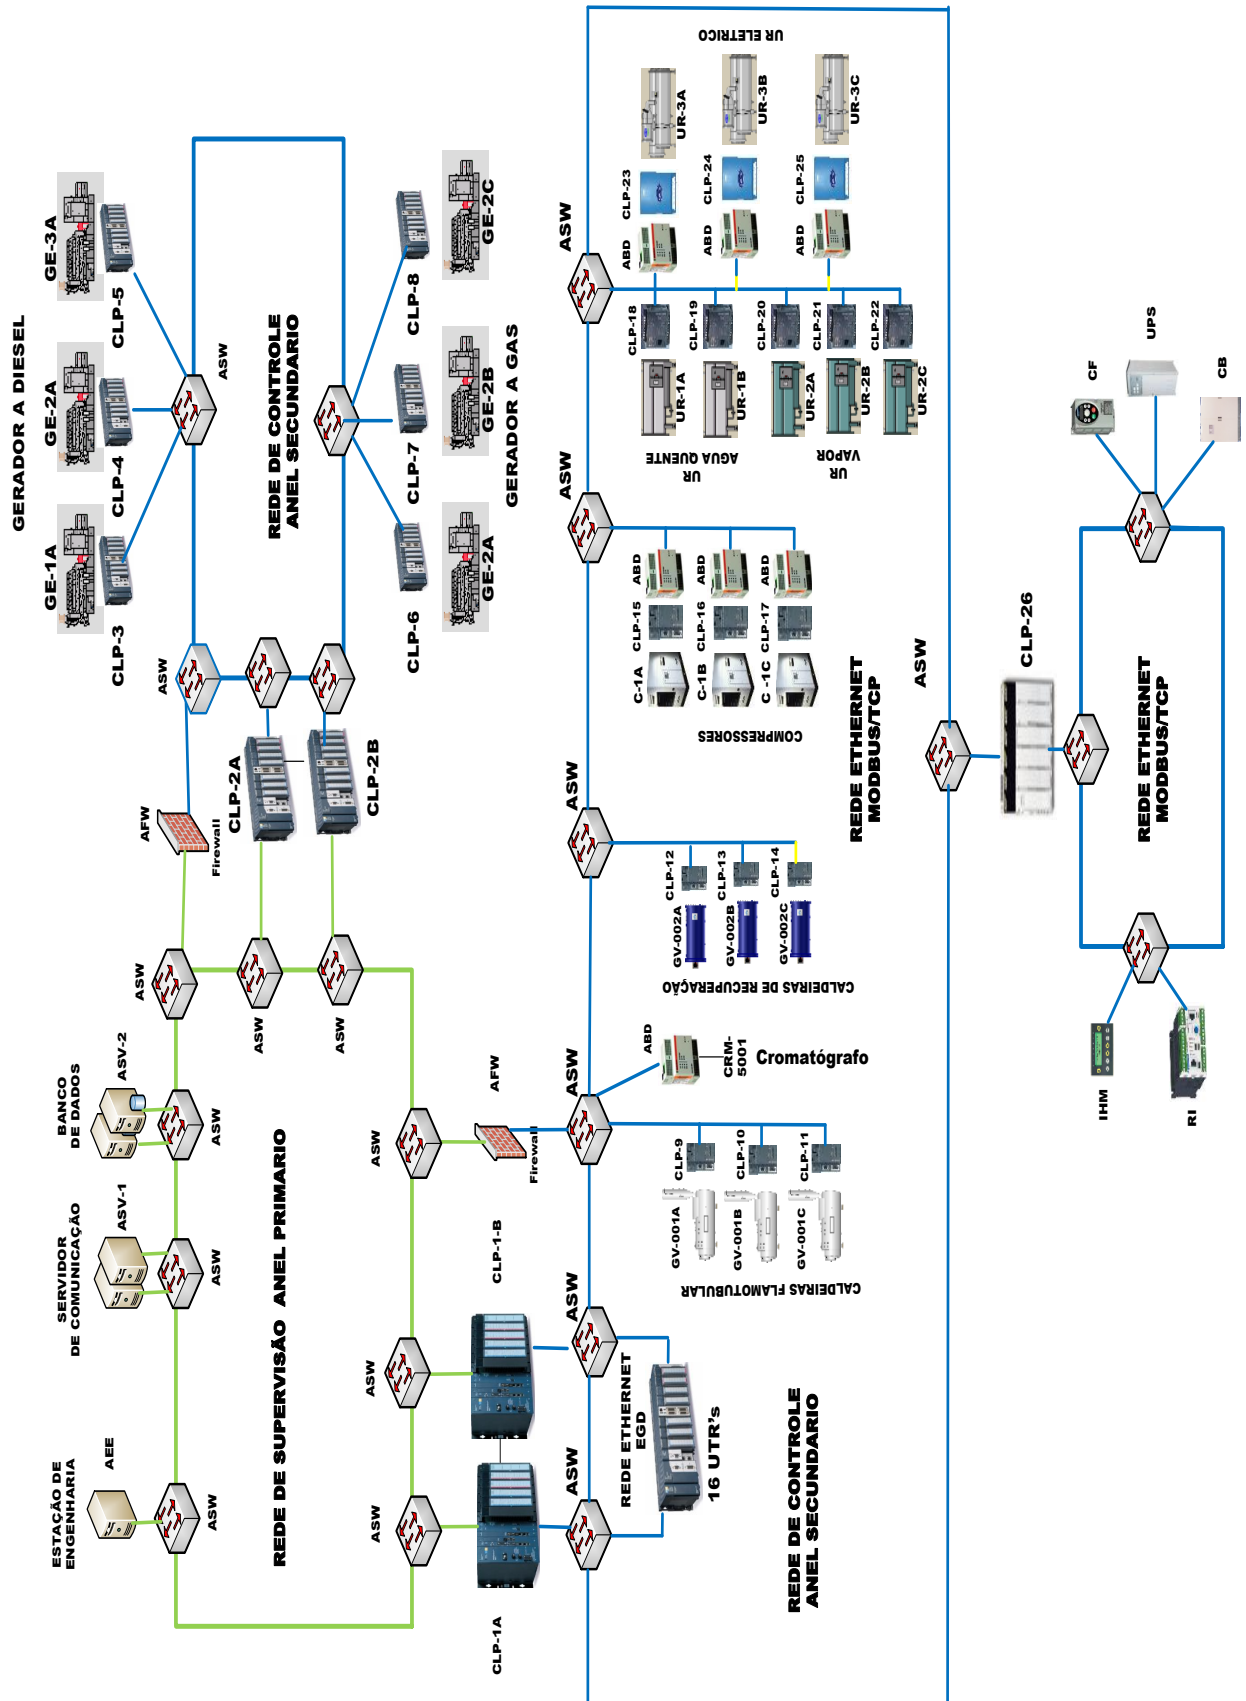 ESTAÇÃO DE
ENGENHARIA
AEE
ASW
SERVIDOR
DE COMUNICAÇÃO
ASV-1
ASW
BANCO
DE DADOS
ASV-2
ASW
ASW
ASW
ASW
REDE DE SUPERVISÃO ANEL PRIMARIO
ASW
ASW
ASW
AFW
Firewall
CLP-2A
CLP-2B
ASW
GERADOR A DIESEL
GE-1A
GE-2A
GE-3A
CLP-3
CLP-4
CLP-5
ASW
REDE DE CONTROLE
ANEL SECUNDARIO
CLP-6
CLP-7
CLP-8
GE-2A
GE-2B
GE-2C
GERADOR A GAS
CLP-1A
CLP-1-B
AFW
Firewall
ASW
ASW
REDE ETHERNET
EGD
16 UTR's
REDE DE CONTROLE
ANEL SECUNDARIO
ASW
CLP-9
CLP-10
CLP-11
GV-001A
GV-001B
GV-001C
CALDEIRAS FLAMOTUBULAR
ABD
CRM-
5001
Cromatógrafo
ASW
CLP-12
CLP-13
CLP-14
GV-002A
GV-002B
GV-002C
CALDEIRAS DE RECUPERAÇÃO
ASW
ABD
ABD
ABD
CLP-15
CLP-16
CLP-17
C-1A
C-1B
C-1C
COMPRESSORES
REDE ETHERNET
MODBUS/TCP
ASW
CLP-18
CLP-19
CLP-20
CLP-21
CLP-22
UR-1A
UR-1B
UR-2A
UR-2B
UR-2C
UR
AGUA QUENTE
UR
VAPOR
ABD
ABD
ABD
CLP-23
CLP-24
CLP-25
UR-3A
UR-3B
UR-3C
UR ELETRICO
ASW
CLP-26
REDE ETHERNET
MODBUS/TCP
IHM
RI
CF
UPS
CB